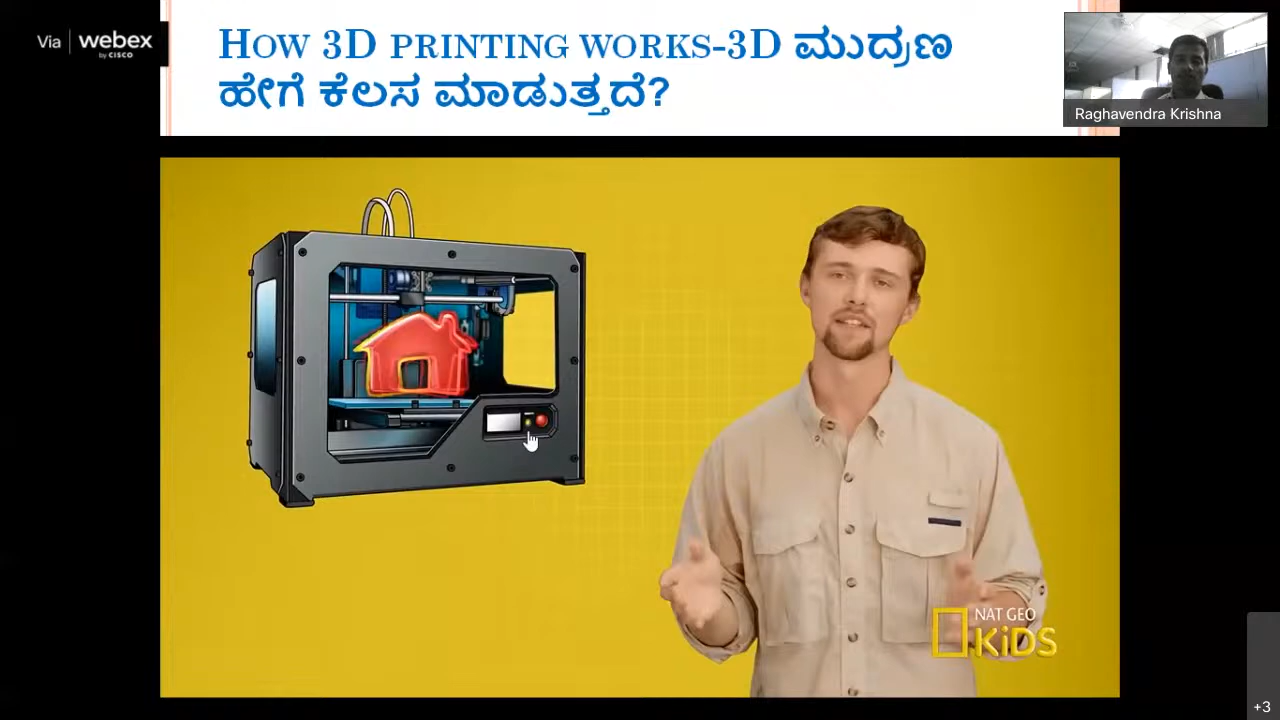 Via webex
by CISCO
HOW 3D PRINTING WORKS-3D ಮುದ್ರಣ
ಹೇಗೆ ಕೆಲಸ ಮಾಡುತ್ತದೆ?
Raghavendra Krishna
NAT GEO
KiDS
+3